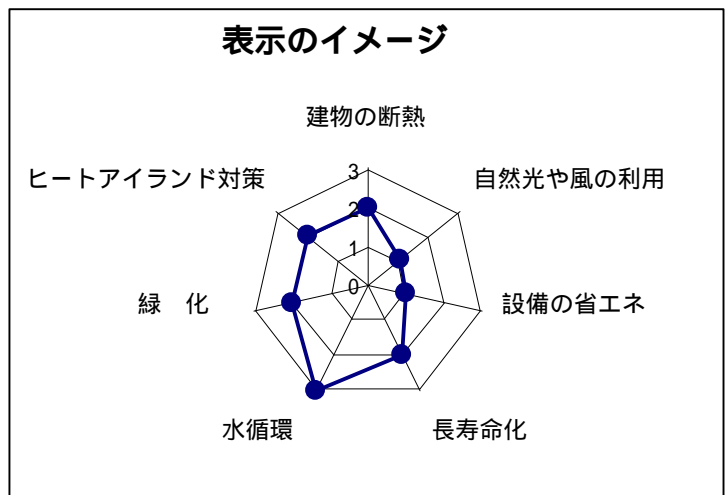 表示のイメージ
建物の断熱
自然光や風の利用
設備の省エネ
長寿命化
水循環
緑　化
ヒートアイランド対策
3
2
1
0